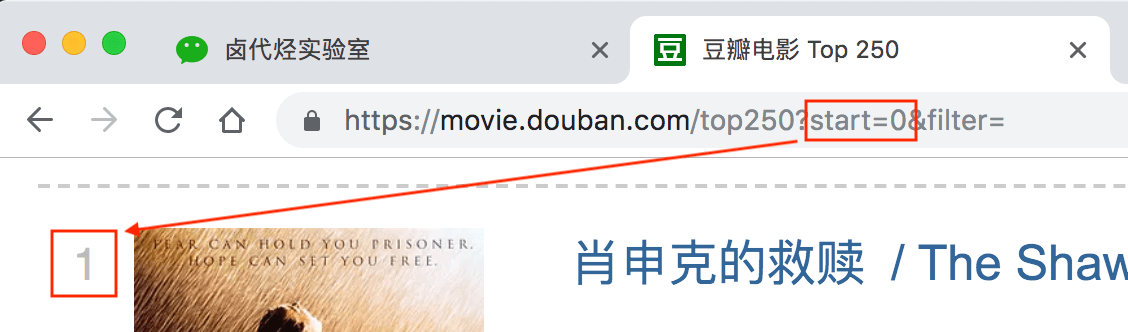 卤代烃实验室
豆 豆瓣电影 Top 250
https://movie.douban.com/top250?start=0&filter=
1
FEAR CAN HOLD YOU PRISONER.
HOPE CAN SET YOU FREE.
肖申克的救赎 / The Shaw